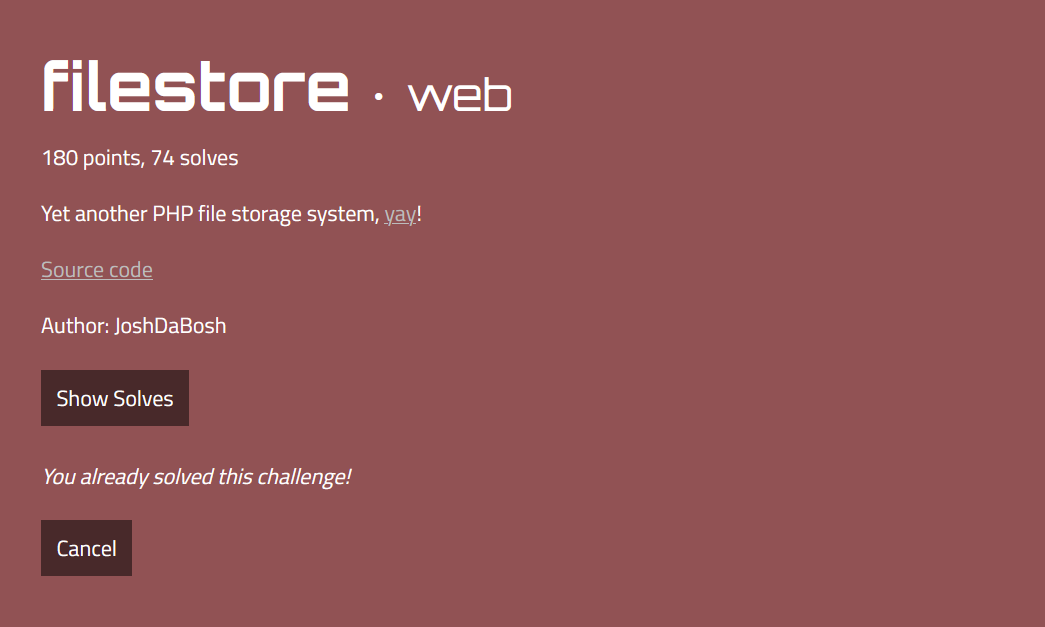 filestore · web
180 points, 74 solves
Yet another PHP file storage system, yay!
Source code
Author: JoshDaBosh
Show Solves
You already solved this challenge!
Cancel